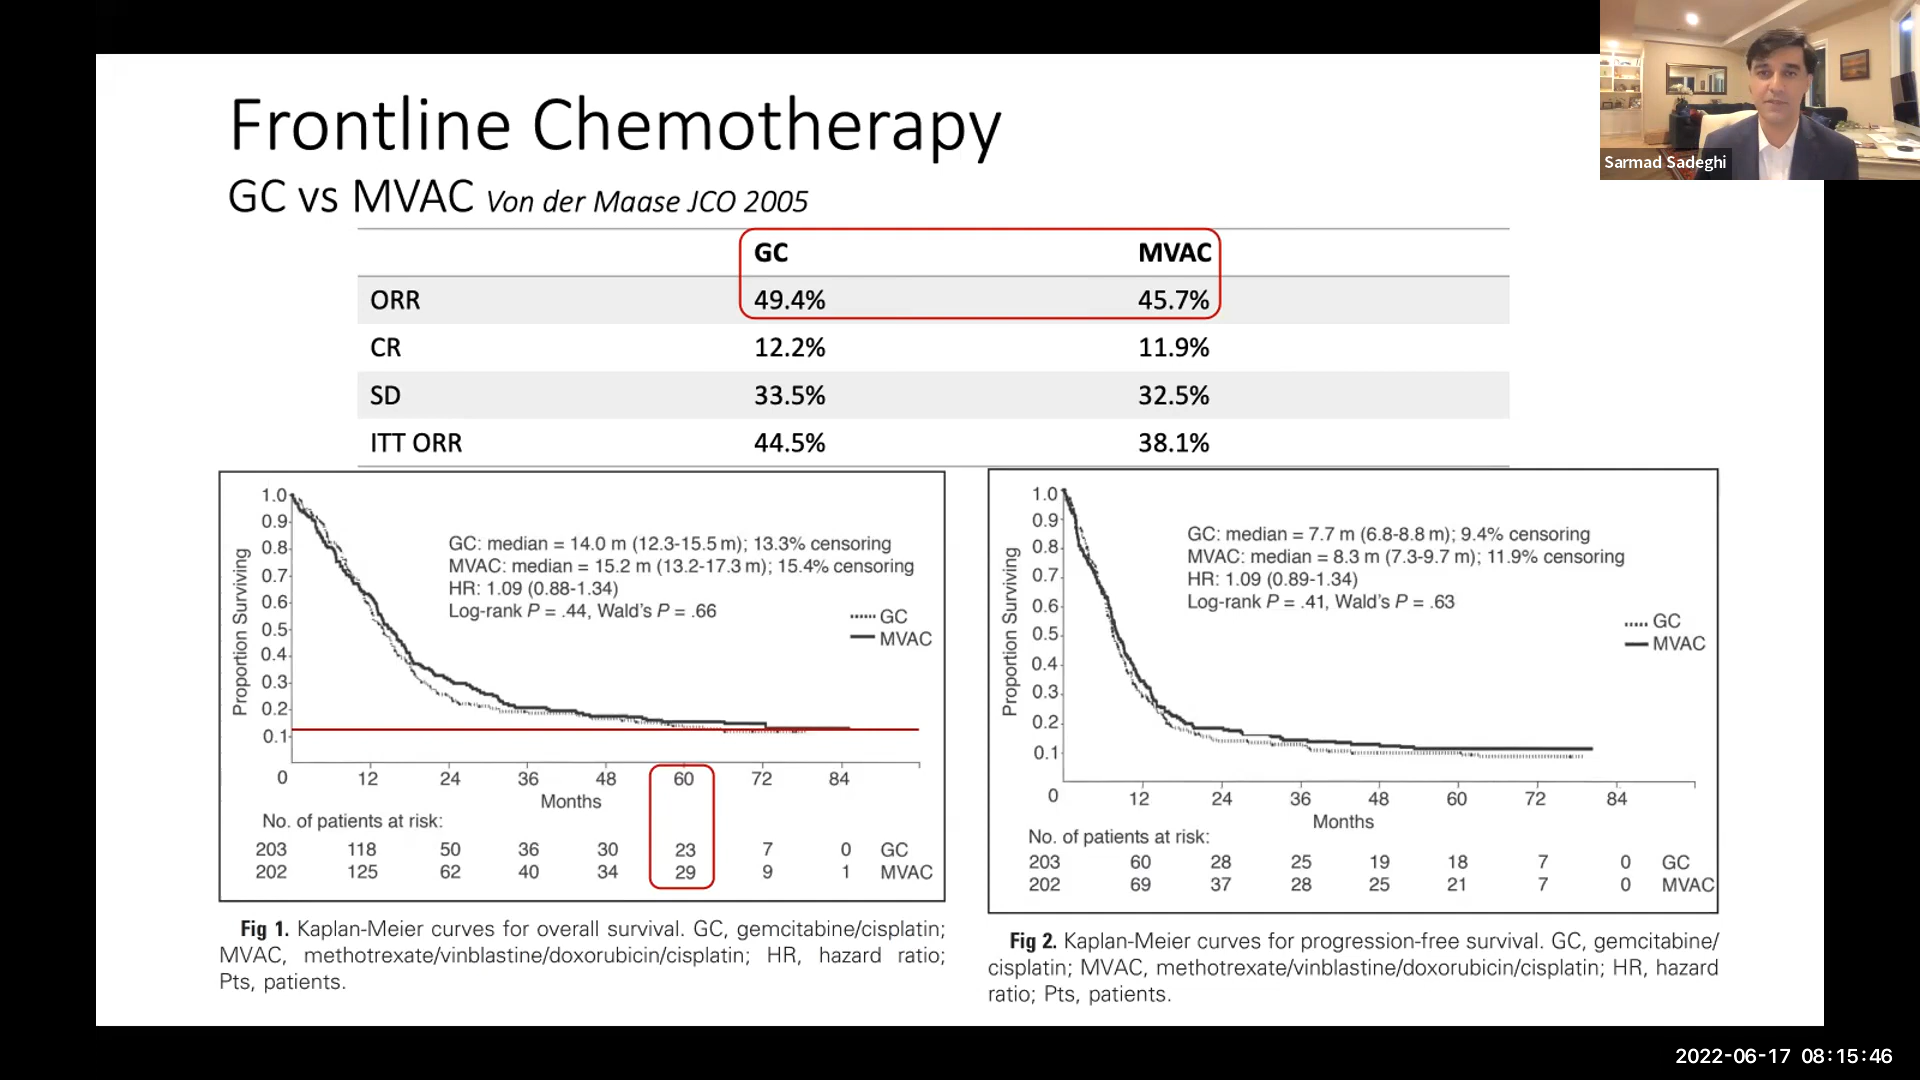 Frontline Chemotherapy
GC vs MVAC Von der Maase JCO 2005
GC MVAC
ORR 49.4% 45.7%
CR 12.2% 11.9%
SD 33.5% 32.5%
ITT ORR 44.5% 38.1%
Proportion Surviving
1.0
0.9
0.8
0.7
0.6
0.5
0.4
0.3
0.2
0.1
GC: median = 14.0 m (12.3-15.5 m); 13.3% censoring
MVAC: median = 15.2 m (13.2-17.3 m); 15.4% censoring
HR: 1.09 (0.88-1.34)
Log-rank P = .44, Wald's P = .66
GC
MVAC
0 12 24 36 48 60 72 84
Months
No. of patients at risk:
203 118 50 36 30 23 7 0 GC
202 125 62 40 34 29 9 1 MVAC
Fig 1. Kaplan-Meier curves for overall survival. GC, gemcitabine/cisplatin;
MVAC, methotrexate/vinblastine/doxorubicin/cisplatin; HR, hazard ratio;
Pts, patients.
Proportion Surviving
1.0
0.9
0.8
0.7
0.6
0.5
0.4
0.3
0.2
0.1
GC: median = 7.7 m (6.8-8.8 m); 9.4% censoring
MVAC: median = 8.3 m (7.3-9.7 m); 11.9% censoring
HR: 1.09 (0.89-1.34)
Log-rank P = .41, Wald's P = .63
GC
MVAC
0 12 24 36 48 60 72 84
Months
No. of patients at risk:
203 60 28 25 19 18 7 0 GC
202 69 37 28 25 21 7 0 MVAC
Fig 2. Kaplan-Meier curves for progression-free survival. GC, gemcitabine/
cisplatin; MVAC, methotrexate/vinblastine/doxorubicin/cisplatin; HR, hazard
ratio; Pts, patients.
Sarmad Sadeghi
2022-06-17 08:15:46